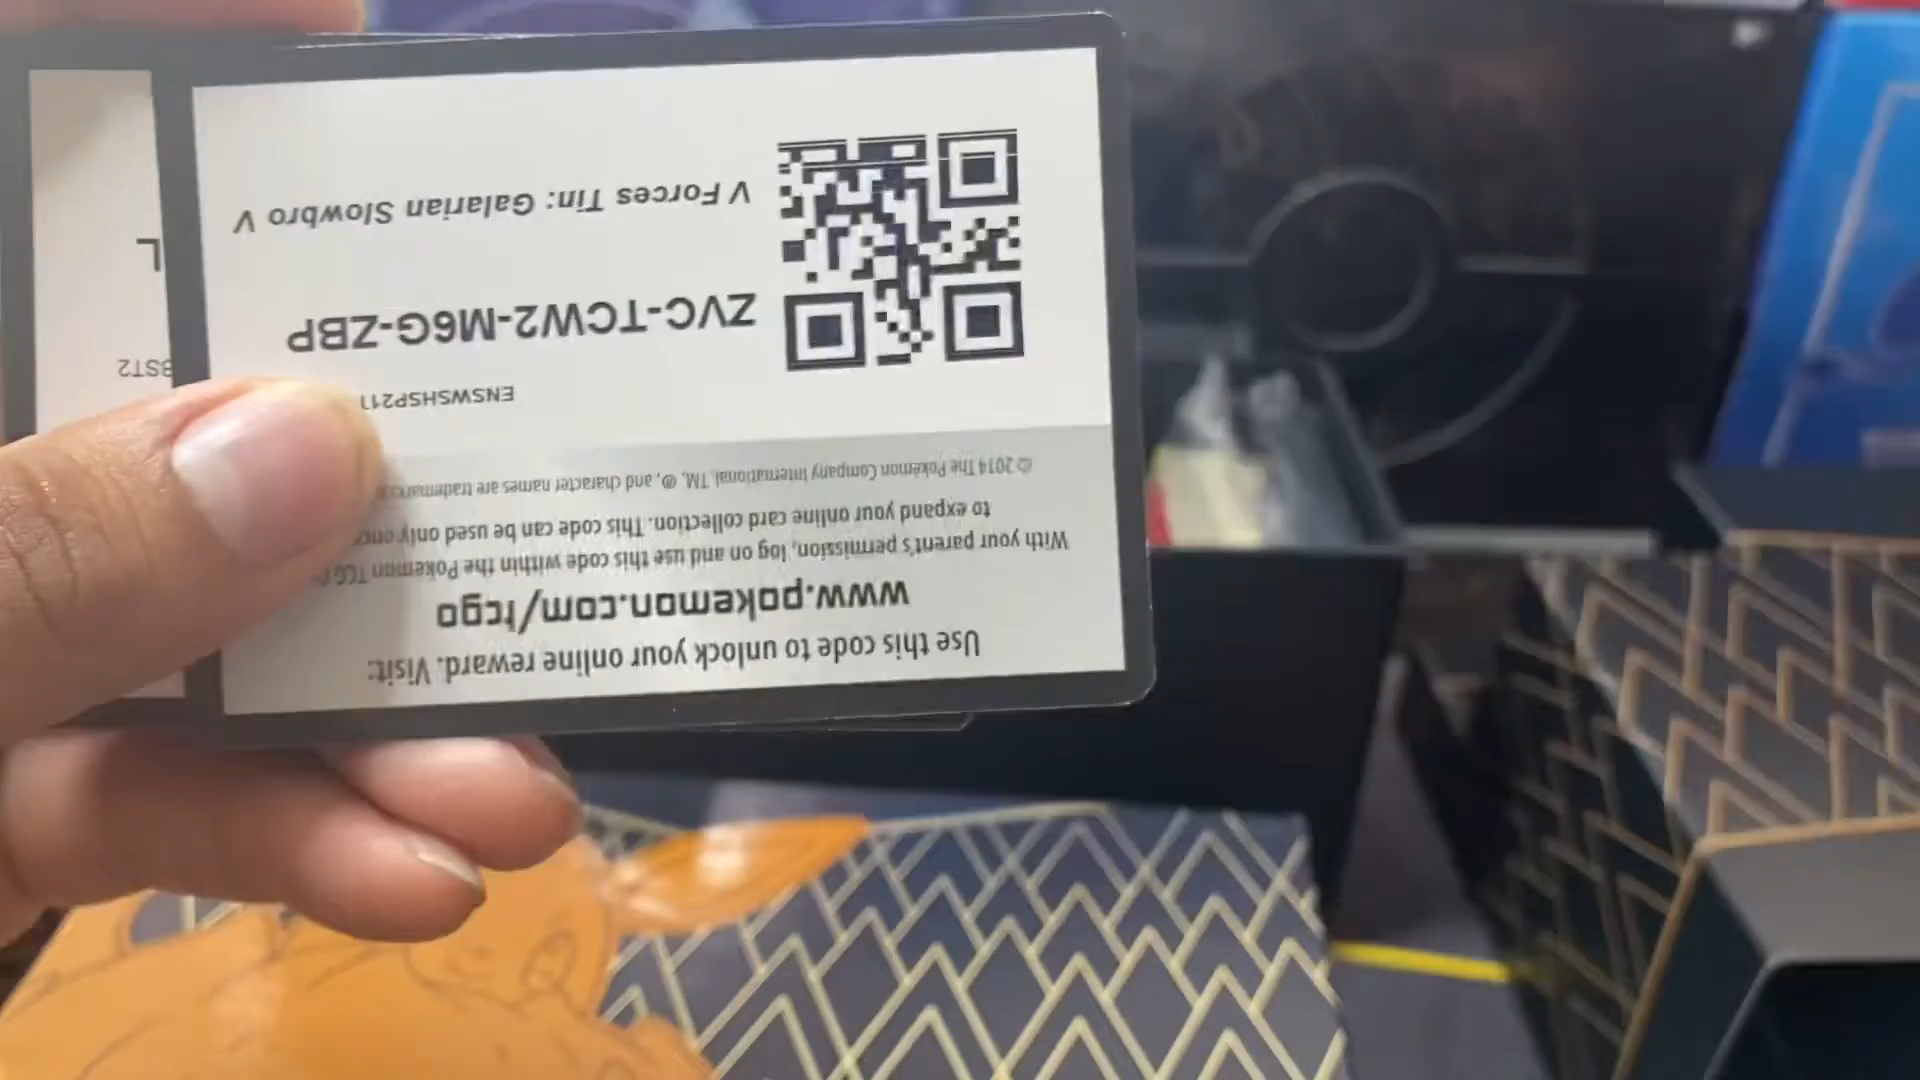 Use this code to unlock your online reward. Visit:
www.pokemon.com/tcgo
With your parent's permission, log on and use this code within the Pokémon TCG
to expand your online card collection. This code can be used only
© 2014 The Pokémon Company International. TM, ®, and character names are trademarks
ENSWSHSP211
ZVC-TCW2-M6G-ZBP
V Forces Tin: Galarian Slowbro V
BST2
L